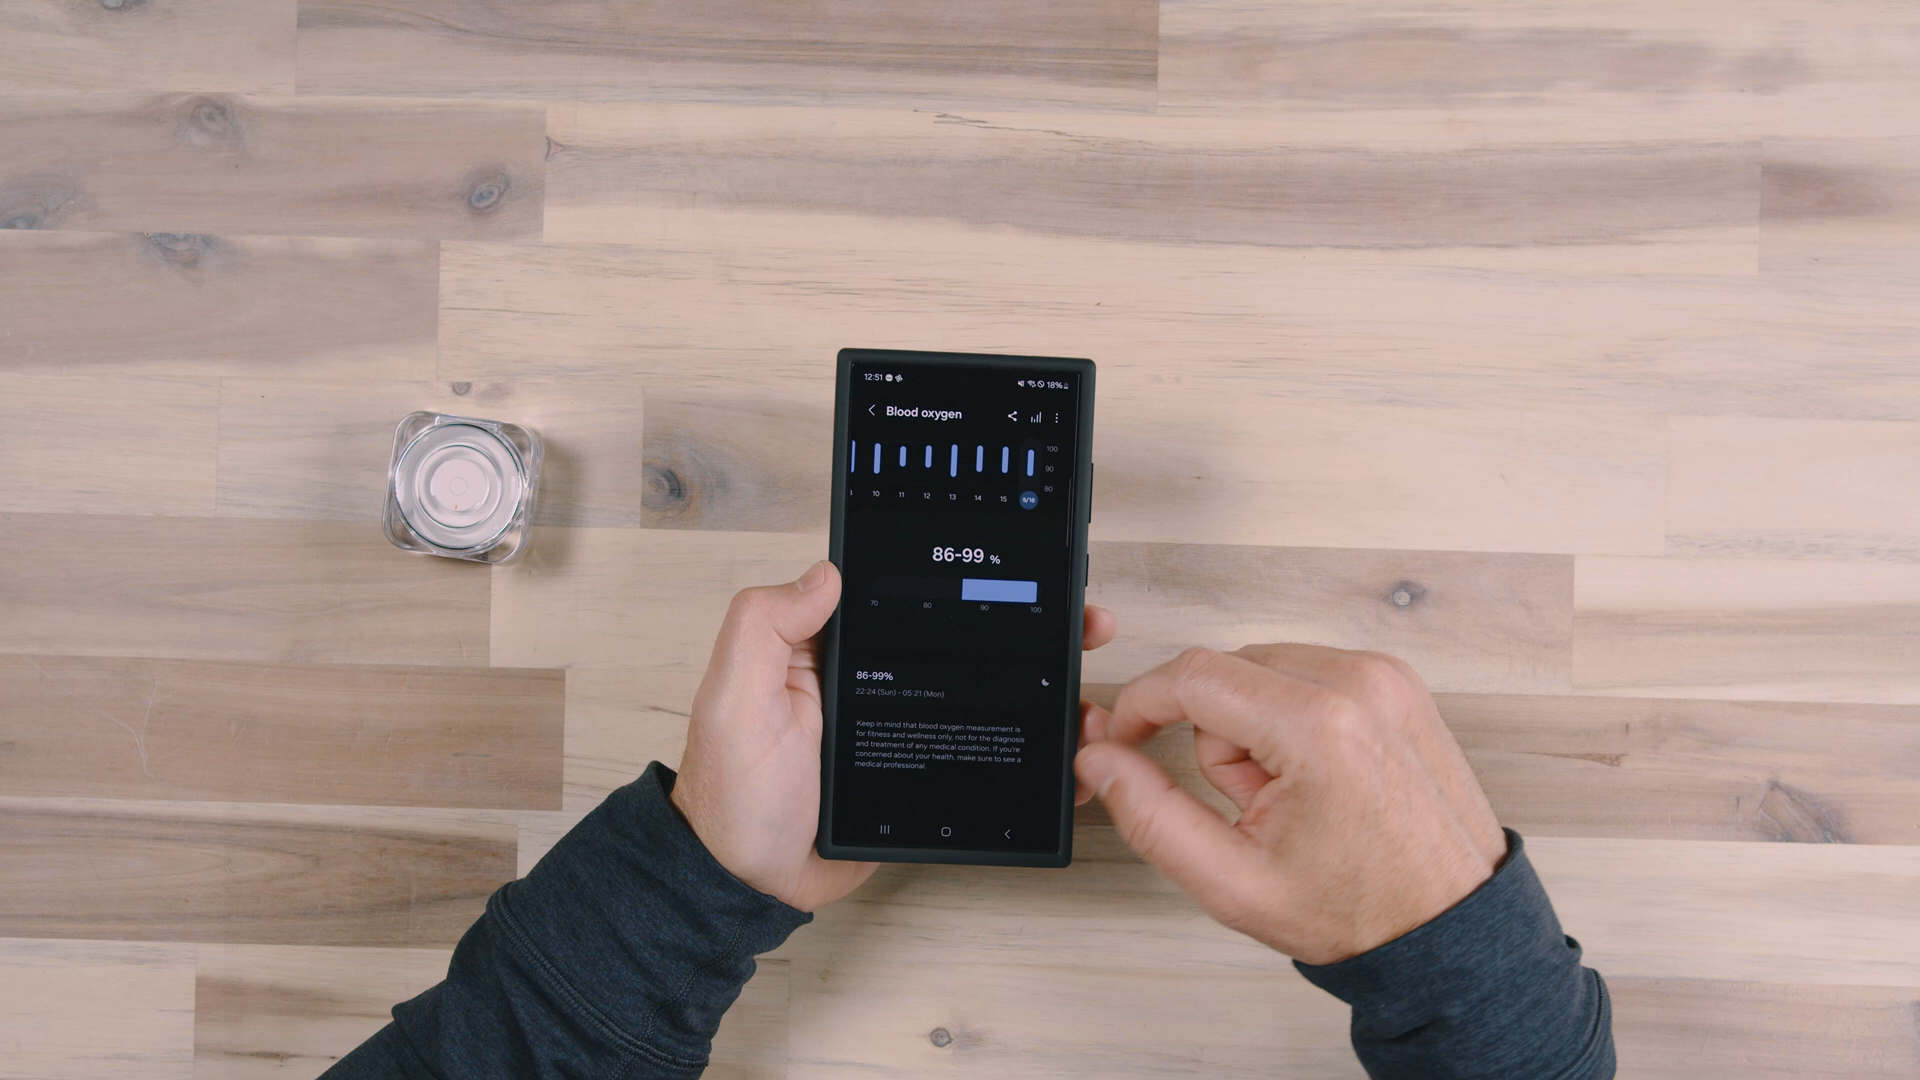 12:51 18%
Blood oxygen
100
90
80
10 11 12 13 14 15 9/16
86-99 %
70 80 90 100
86-99%
22:24 (Sun) - 05:21 (Mon)
Keep in mind that blood oxygen measurement is
for fitness and wellness only, not for the diagnosis
and treatment of any medical condition. If you're
concerned about your health, make sure to see a
medical professional.